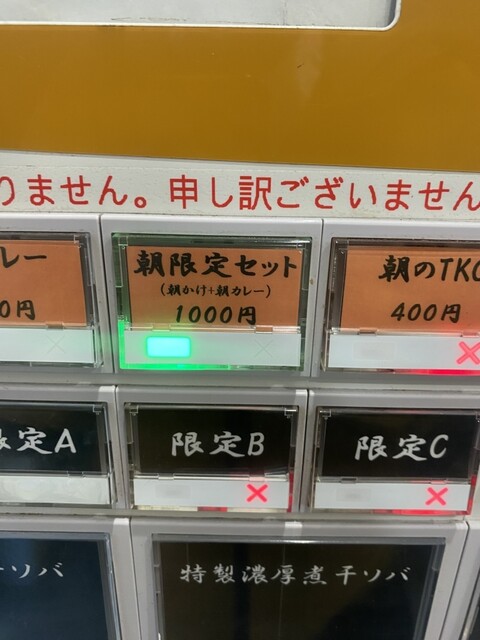 りません。申し訳ございません
レー
0円
朝限定セット
(朝かけ+朝カレー)
1000円
朝のTKG
400円
限定A
限定B
限定C
干ソバ
特製濃厚煮干ソバ